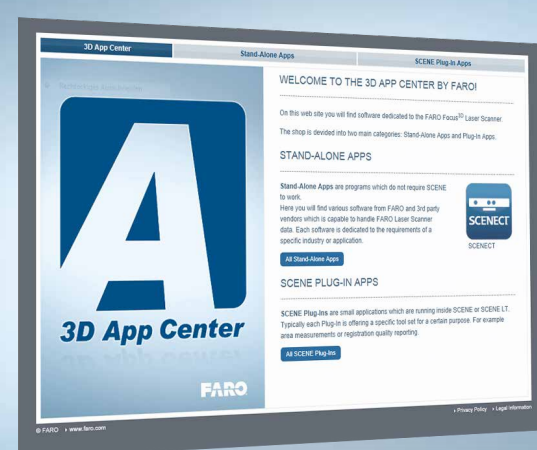 3D App Center
Stand-Alone Apps
SCENE Plug-In Apps
WELCOME TO THE 3D APP CENTER BY FARO!
On this web site you will find software dedicated to the FARO Focus3D Laser Scanner.
The shop is devided into two main categories: Stand-Alone Apps and Plug-In Apps.
STAND-ALONE APPS
Stand-Alone Apps are programs which do not require SCENE
to work.
Here you will find various software from FARO and 3rd party
vendors which is capable to handle FARO Laser Scanner
data. Each software is dedicated to the requirements of a
specific industry or application.
SCENECT
SCENECT
All Stand-Alone Apps
SCENE PLUG-IN APPS
SCENE Plug-Ins are small applications which are running inside SCENE or SCENE LT.
Typically each Plug-In is offering a specific tool set for a certain purpose. For example
area measurements or registration quality reporting.
All SCENE Plug-Ins
3D App Center
FARO
© FARO › www.faro.com
› Privacy Policy › Legal Information